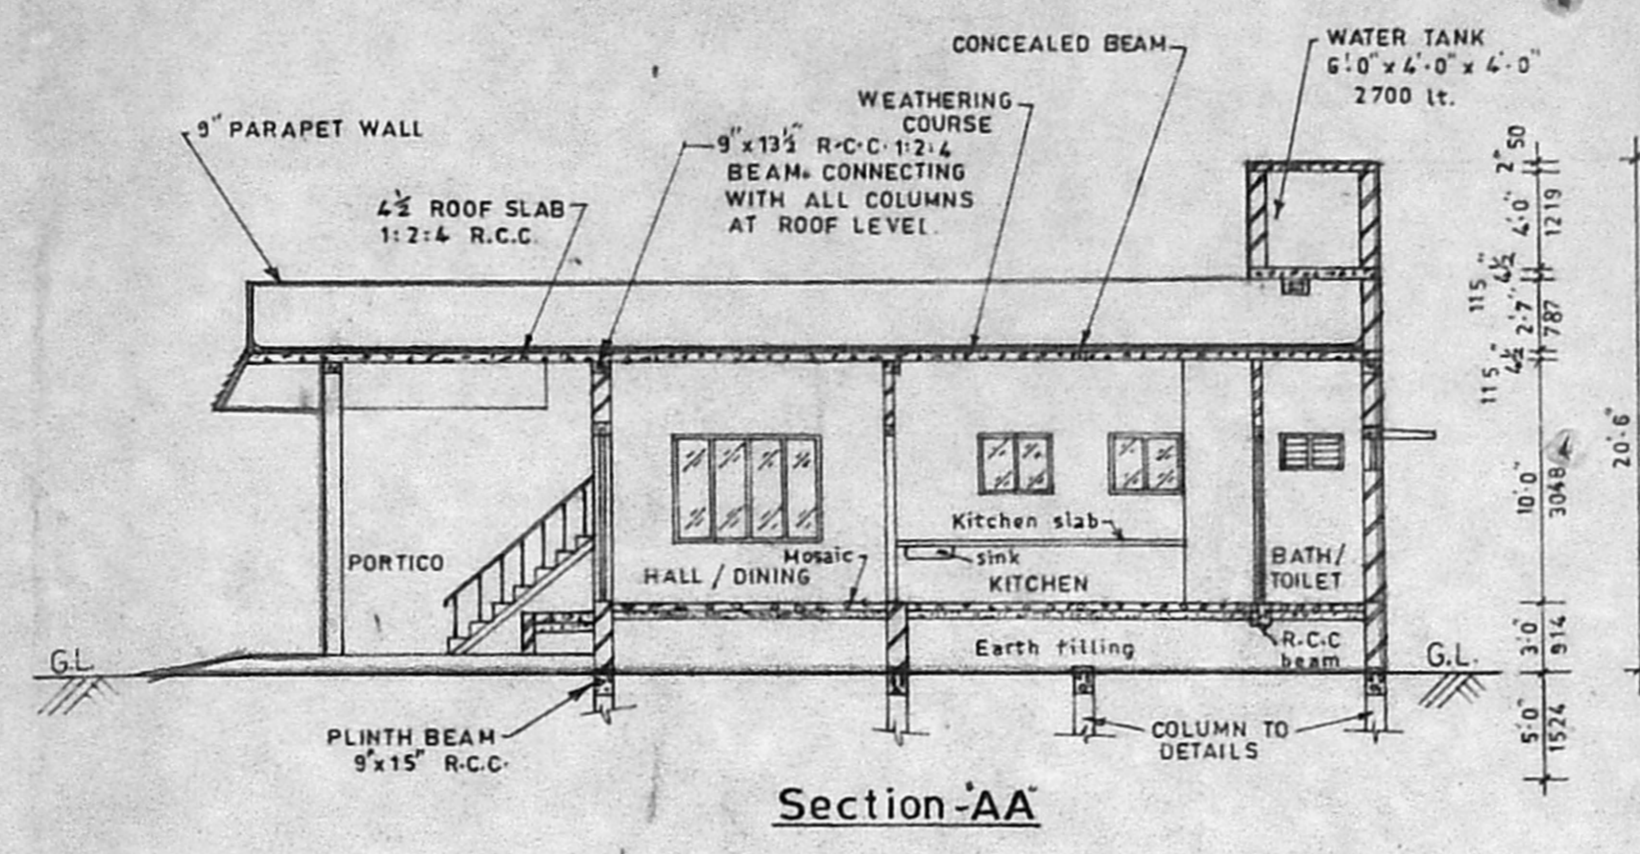 CONCEALED BEAM
WATER TANK
6'.0" x 4'.0" x 4'.0"
2700 lt.
WEATHERING
COURSE
9" PARAPET WALL
9" x 13½" R.C.C. 1:2:4
BEAM. CONNECTING
WITH ALL COLUMNS
AT ROOF LEVEL.
4½" ROOF SLAB
1:2:4 R.C.C.
2" 50
4'.0" 1219
4½" 115
2'.7" 787
4½" 115
10'.0" 3048
3'.0" 914
5'.0" 1524
20'.6"
PORTICO
HALL / DINING
Mosaic
Kitchen slab
sink
KITCHEN
BATH/
TOILET
Earth filling
R.C.C
beam
G.L.
G.L.
PLINTH BEAM
9"x15" R.C.C.
COLUMN TO
DETAILS
Section-"AA"